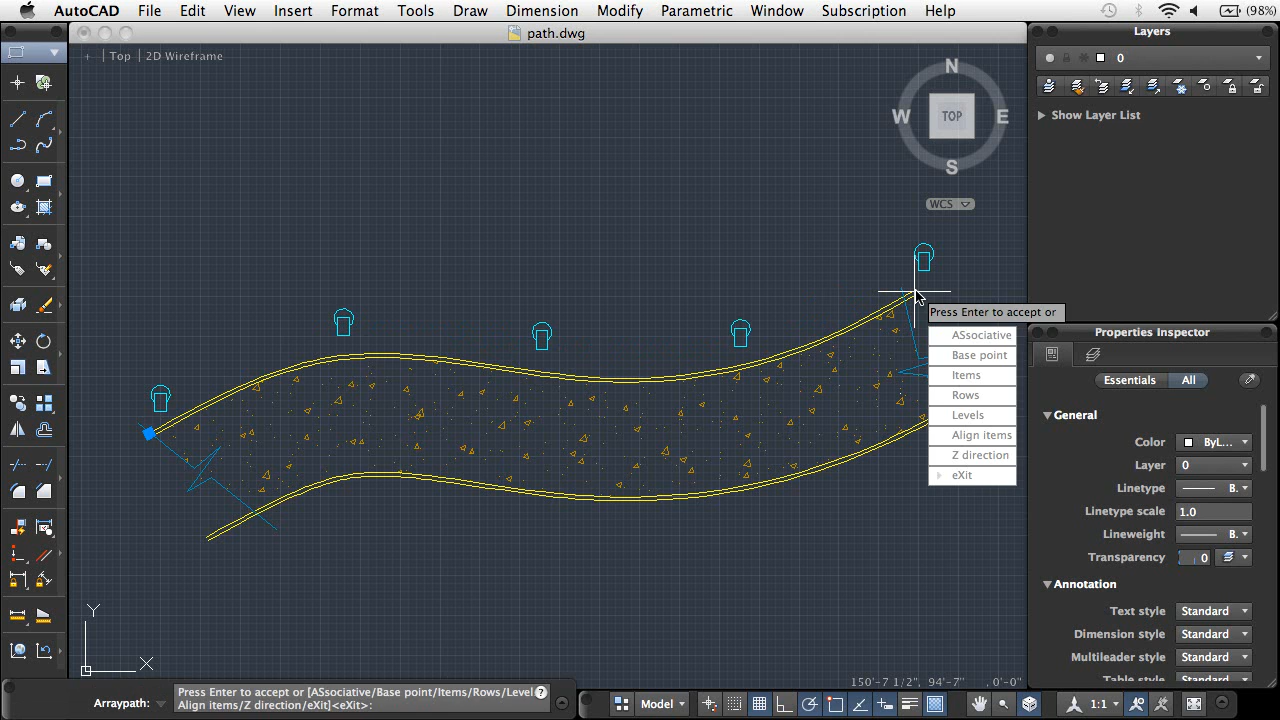 AutoCAD File Edit View Insert Format Tools Draw Dimension Modify Parametric Window Subscription Help (98%)
path.dwg
+ | Top | 2D Wireframe
N
W TOP E
S
WCS
Layers
0
Show Layer List
Press Enter to accept or
ASsociative
Base point
Items
Rows
Levels
Align items
Z direction
eXit
Properties Inspector
Essentials All
General
Color ByL...
Layer 0
Linetype B.
Linetype scale 1.0
Lineweight B.
Transparency 0
Annotation
Text style Standard
Dimension style Standard
Multileader style Standard
Table style Standard
Y
X
150'-7 1/2", 94'-7" , 0'-0"
Arraypath:
Press Enter to accept or [ASsociative/Base point/Items/Rows/Level
Align items/Z direction/eXit]<eXit>:
?
Model
1:1